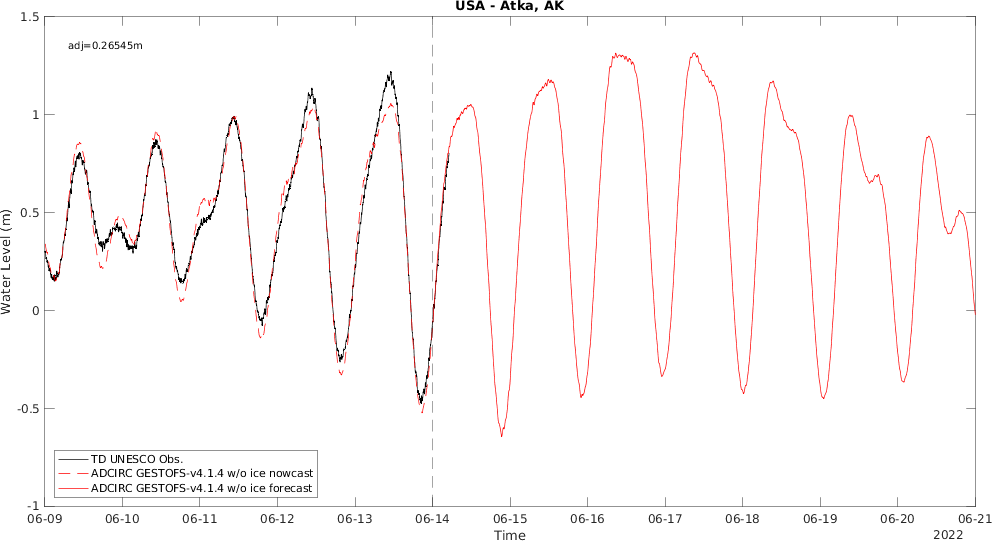 USA - Atka, AK
adj=0.26545m
1.5
1
0.5
0
-0.5
-1
Water Level (m)
TD UNESCO Obs.
ADCIRC GESTOFS-v4.1.4 w/o ice nowcast
ADCIRC GESTOFS-v4.1.4 w/o ice forecast
06-09 06-10 06-11 06-12 06-13 06-14 06-15 06-16 06-17 06-18 06-19 06-20 06-21
Time
2022